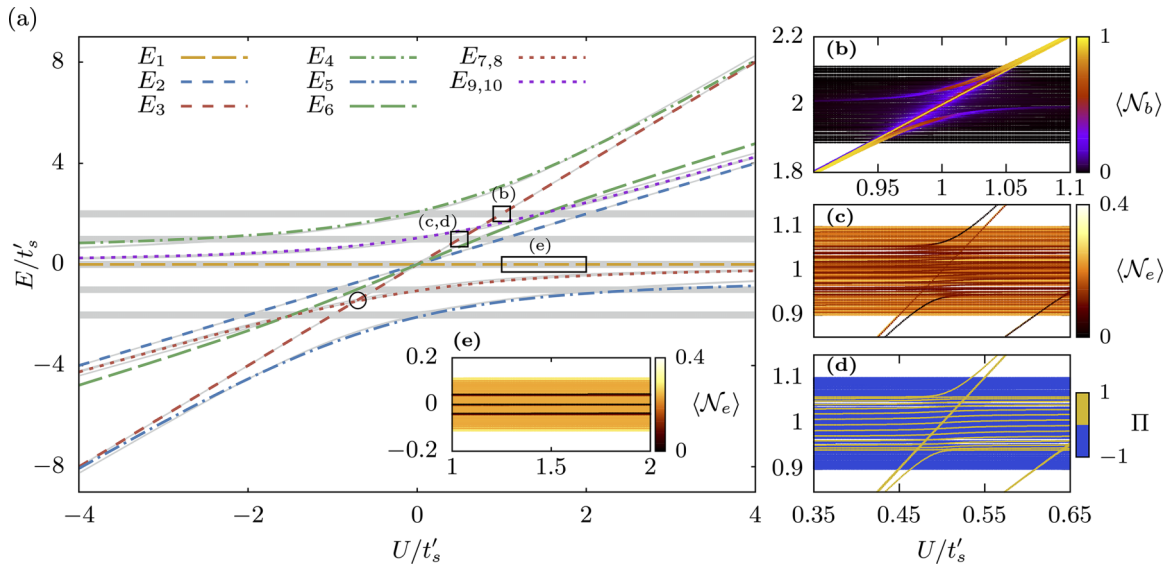 (a)
8
4
0
−4
−8
E/t′ₛ
−4
−2
0
2
4
U/t′ₛ
E₁
E₂
E₃
E₄
E₅
E₆
E₇,₈
E₉,₁₀
(b)
(c,d)
(e)
(e)
0.2
0
−0.2
1
1.5
2
0.4
0
⟨𝒩ₑ⟩
(b)
2.2
2
1.8
0.95
1
1.05
1.1
1
0
⟨𝒩_b⟩
(c)
1.1
1
0.9
0.4
0
⟨𝒩ₑ⟩
(d)
1.1
1
0.9
0.35
0.45
0.55
0.65
U/t′ₛ
1
−1
Π